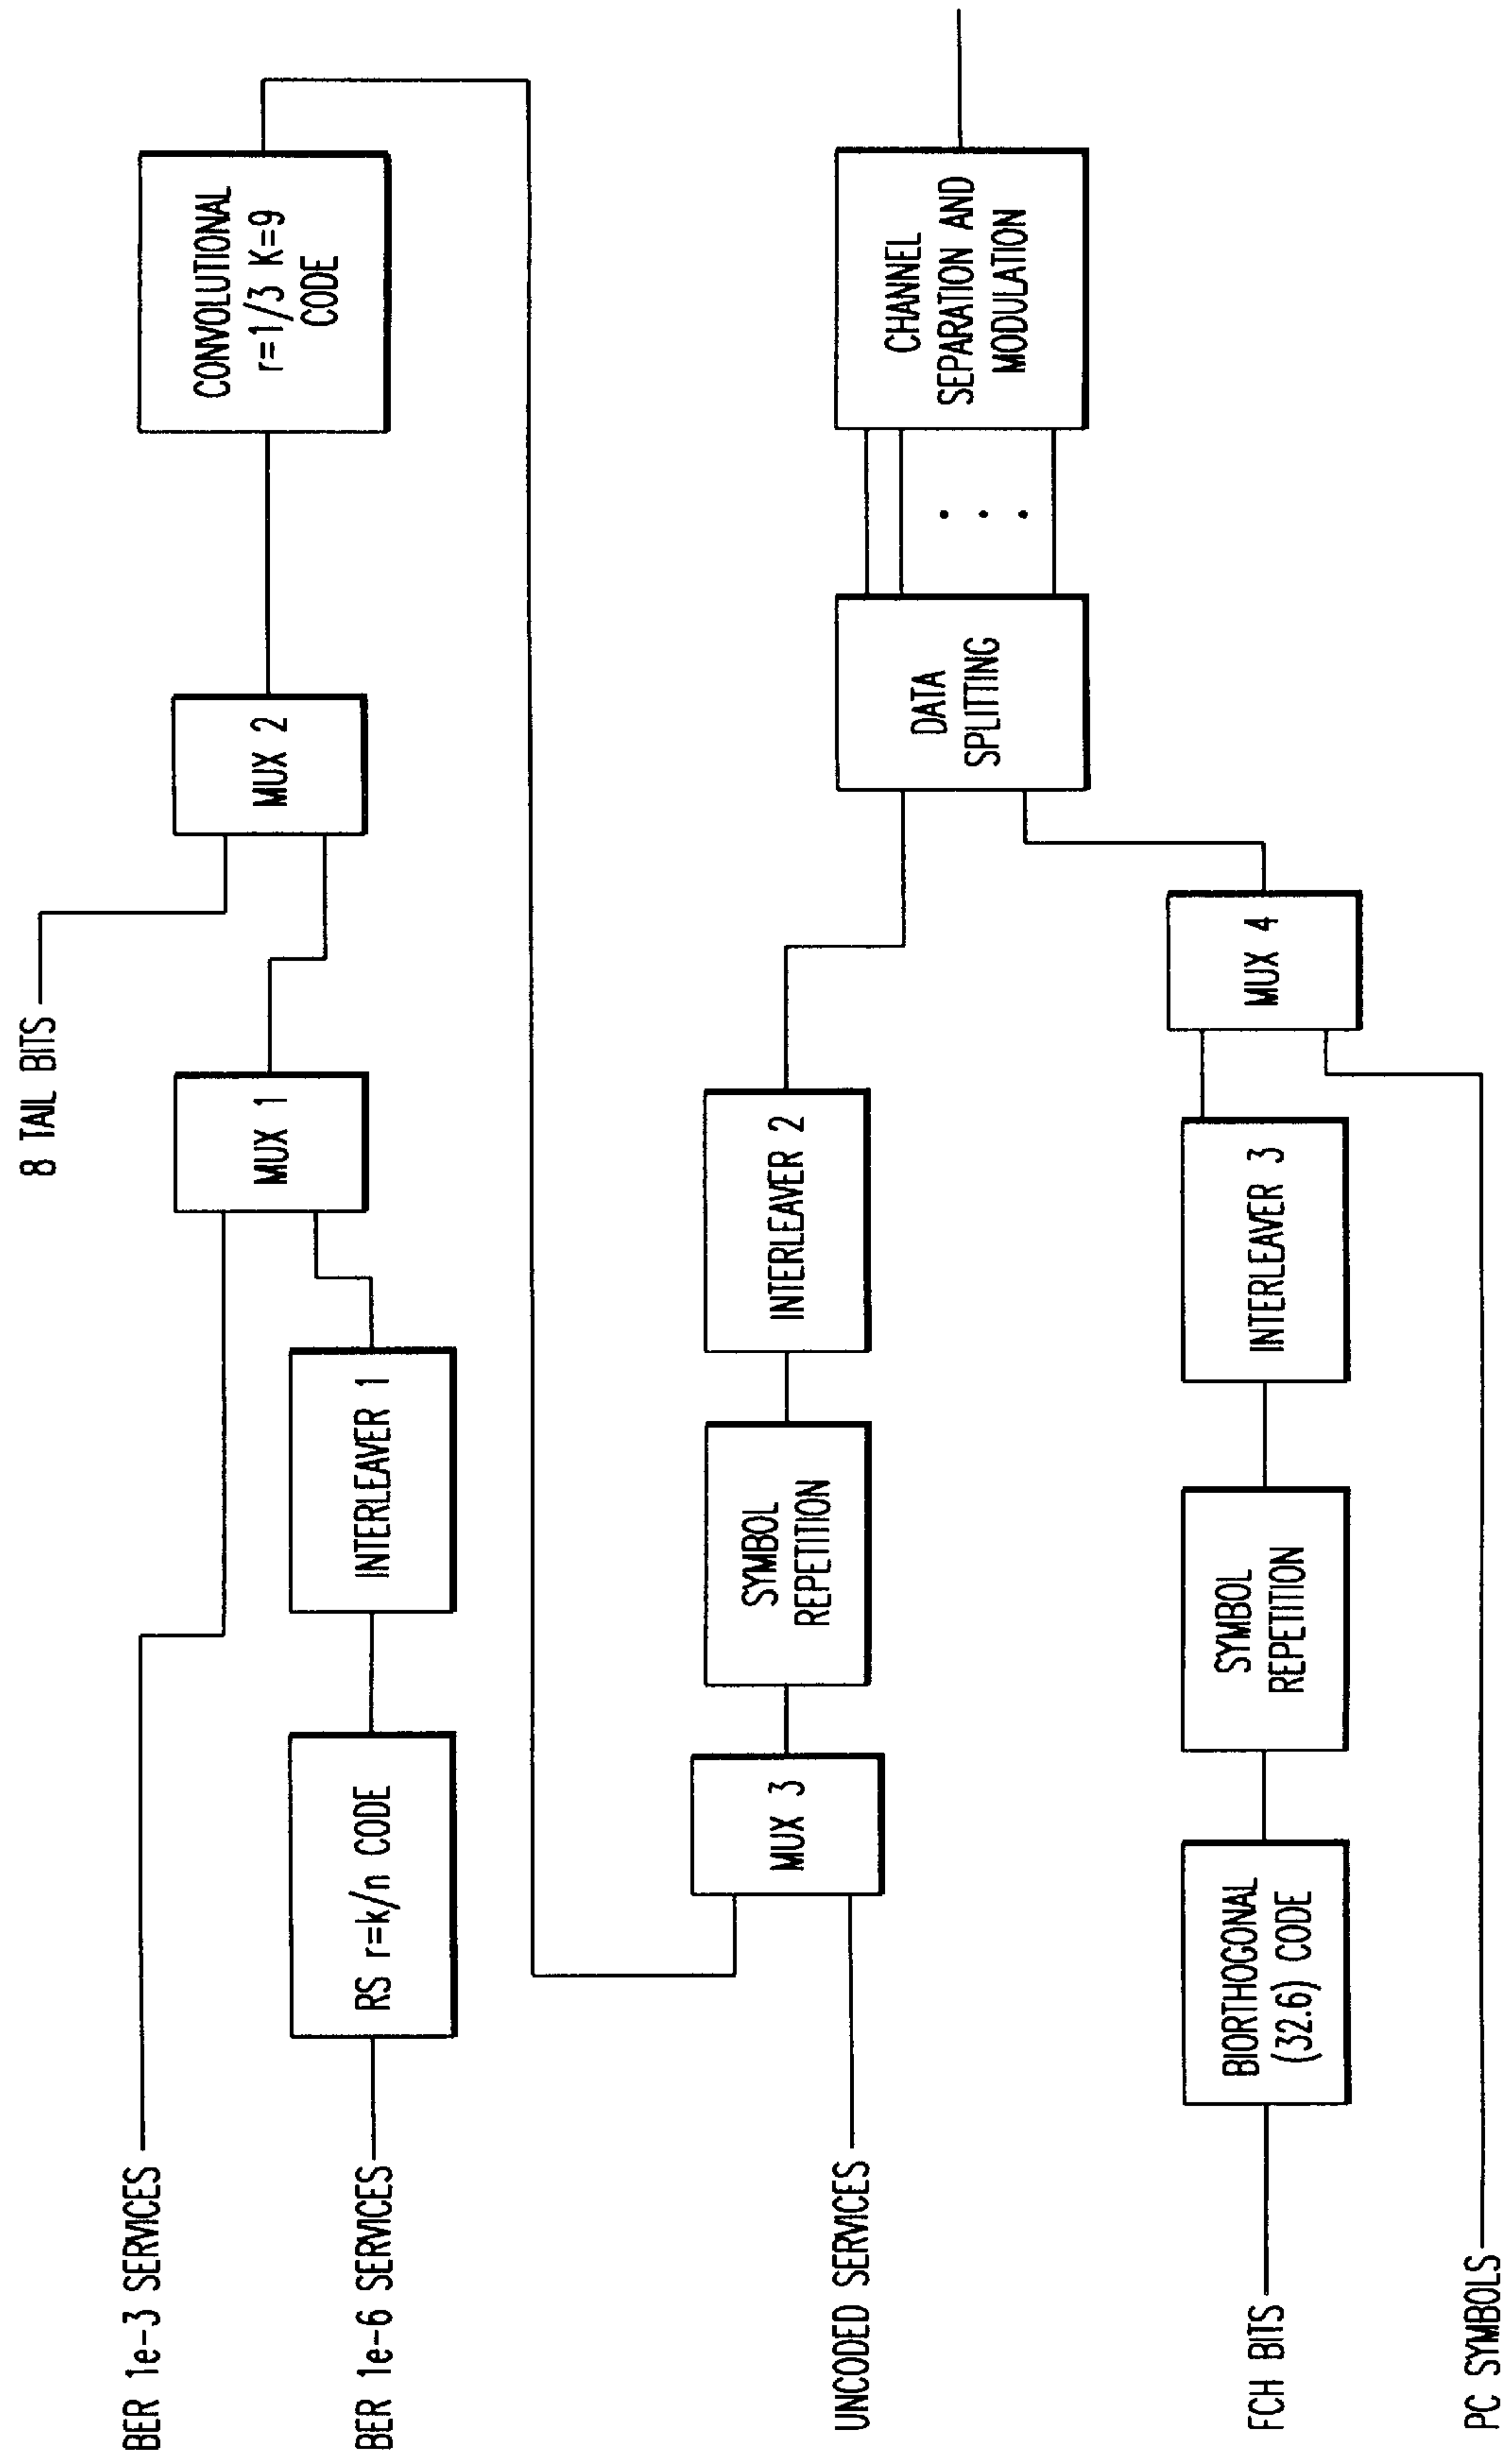 8 TAIL BITS
BER 1e-3 SERVICES
MUX 1
MUX 2
CONVOLUTIONAL
r=1/3 K=9
CODE
BER 1e-6 SERVICES
RS r=k/n CODE
INTERLEAVER 1
UNCODED SERVICES
MUX 3
SYMBOL
REPETITION
INTERLEAVER 2
DATA
SPLITTING
CHANNEL
SEPARATION AND
MODULATION
FCH BITS
BIORTHOGONAL
(32.6) CODE
SYMBOL
REPETITION
INTERLEAVER 3
MUX 4
PC SYMBOLS